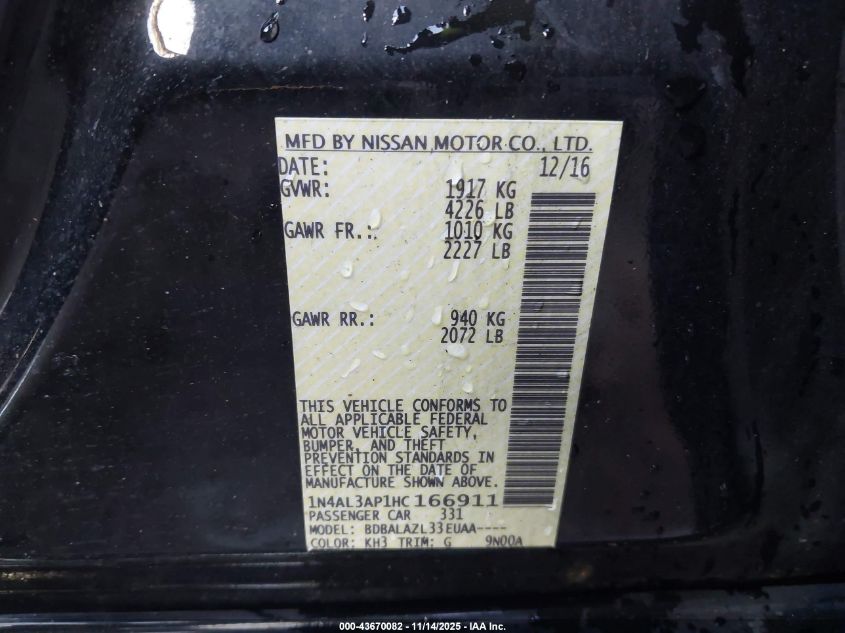 MFD BY NISSAN MOTOR CO., LTD.
DATE: 12/16
GVWR: 1917 KG
4226 LB
GAWR FR.: 1010 KG
2227 LB
GAWR RR.: 940 KG
2072 LB
THIS VEHICLE CONFORMS TO
ALL APPLICABLE FEDERAL
MOTOR VEHICLE SAFETY,
BUMPER, AND THEFT
PREVENTION STANDARDS IN
EFFECT ON THE DATE OF
MANUFACTURE SHOWN ABOVE.
1N4AL3AP1HC166911
PASSENGER CAR 331
MODEL: BDBALAZL33EUAA----
COLOR: KH3 TRIM: G 9N00A
000-43670082 - 11/14/2025 - IAA Inc.